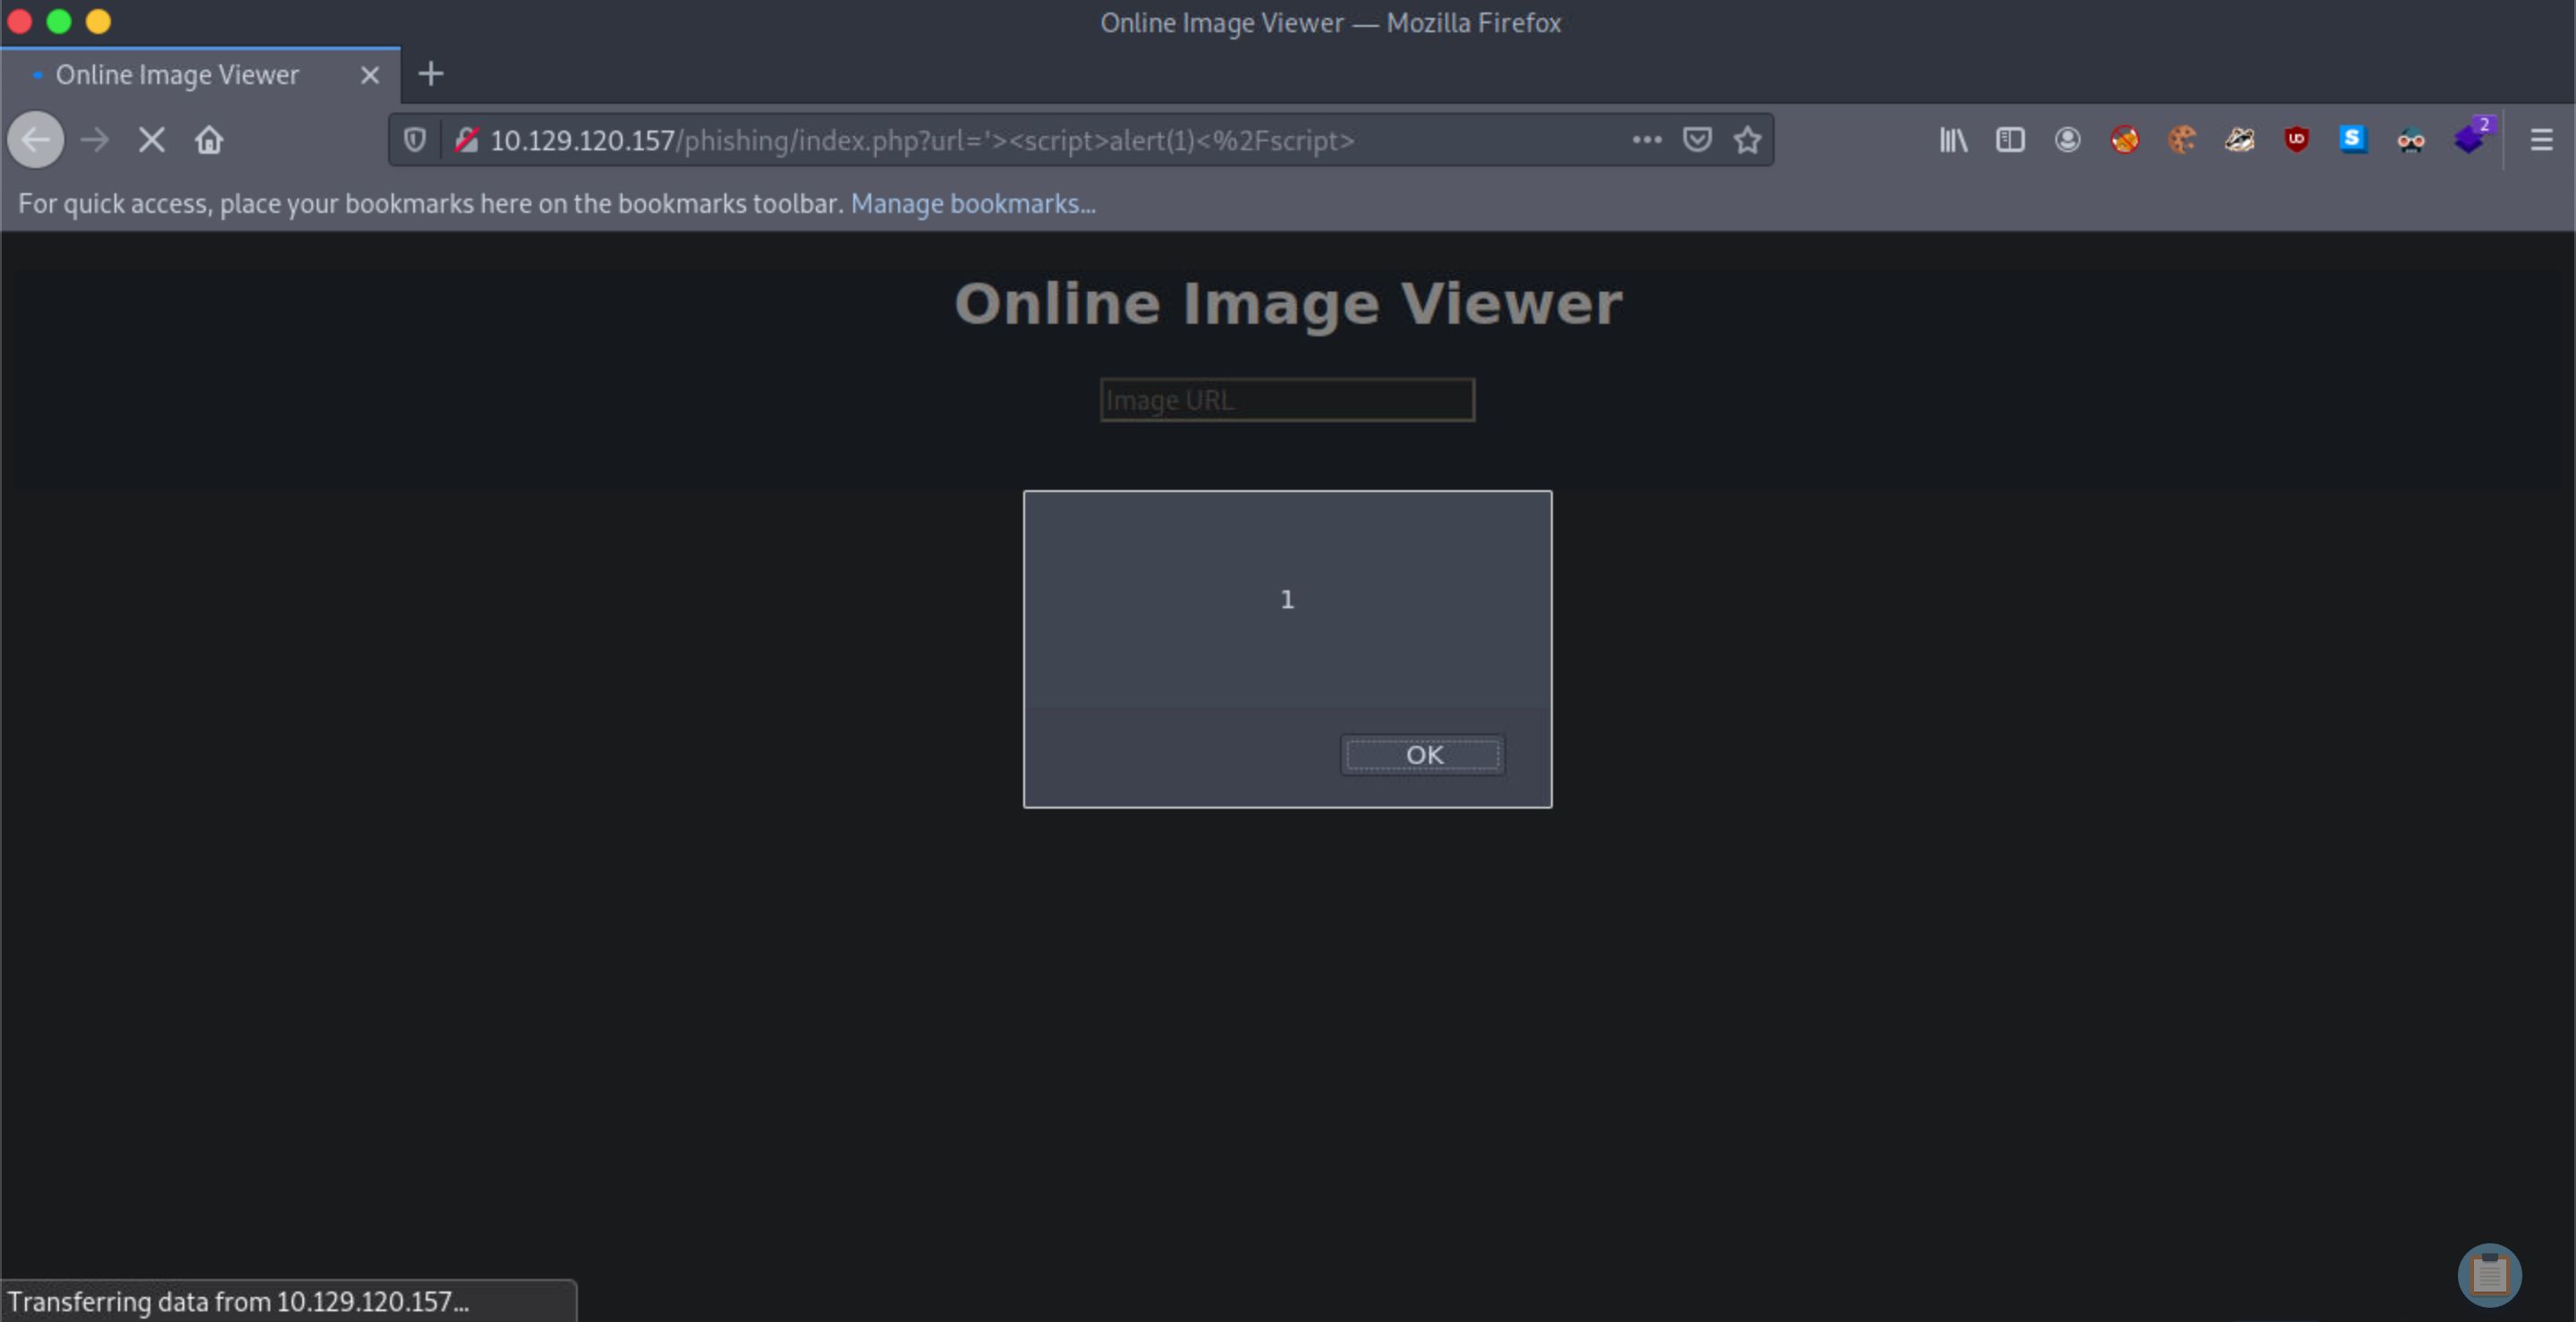 Online Image Viewer — Mozilla Firefox
Online Image Viewer
10.129.120.157/phishing/index.php?url='><script>alert(1)<%2Fscript>
UD
S
2
For quick access, place your bookmarks here on the bookmarks toolbar. Manage bookmarks...
Online Image Viewer
Image URL
1
OK
Transferring data from 10.129.120.157...